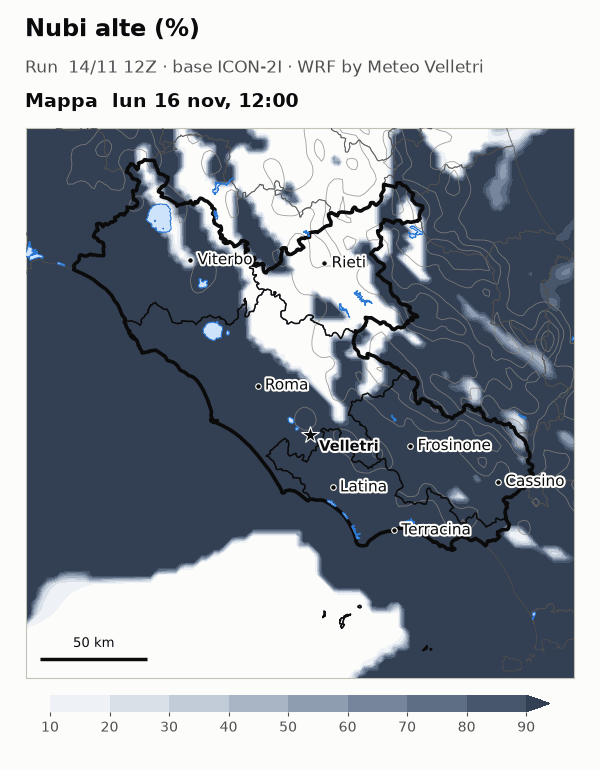 Nubi alte (%)
Run  14/11 12Z · base ICON-2I · WRF by Meteo Velletri
Mappa  lun 16 nov, 12:00
Viterbo
Rieti
Roma
Velletri
Frosinone
Cassino
Latina
Terracina
50 km
10 20 30 40 50 60 70 80 90